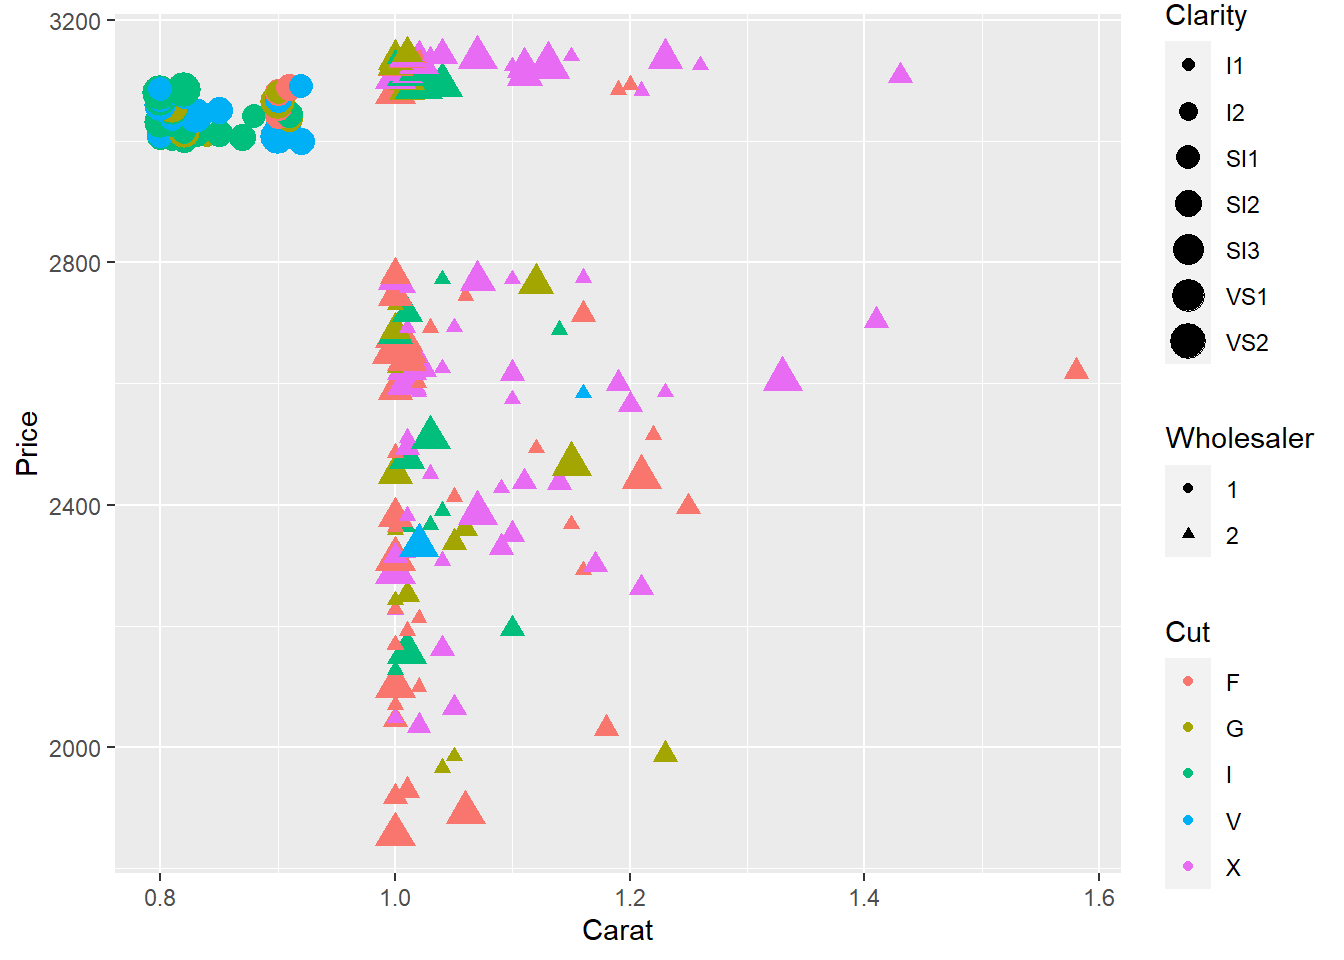 3200
2800
2400
2000
Price
0.8
1.0
1.2
1.4
1.6
Carat
Clarity
I1
I2
SI1
SI2
SI3
VS1
VS2
Wholesaler
1
2
Cut
F
G
I
V
X